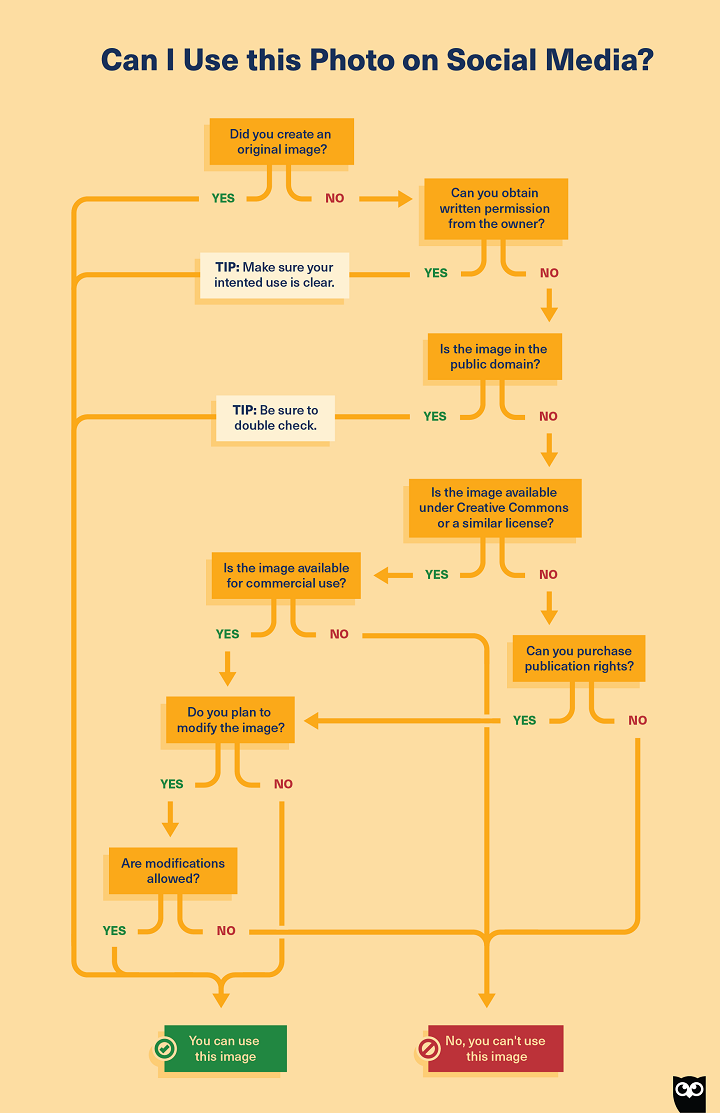 Can I Use this Photo on Social Media?
Did you create an
original image?
YES
NO
Can you obtain
written permission
from the owner?
TIP: Make sure your
intented use is clear.
YES
NO
Is the image in the
public domain?
TIP: Be sure to
double check.
YES
NO
Is the image available
under Creative Commons
or a similar license?
Is the image available
for commercial use?
YES
NO
YES
NO
Can you purchase
publication rights?
Do you plan to
modify the image?
YES
NO
YES
NO
Are modifications
allowed?
YES
NO
You can use
this image
No, you can't use
this image